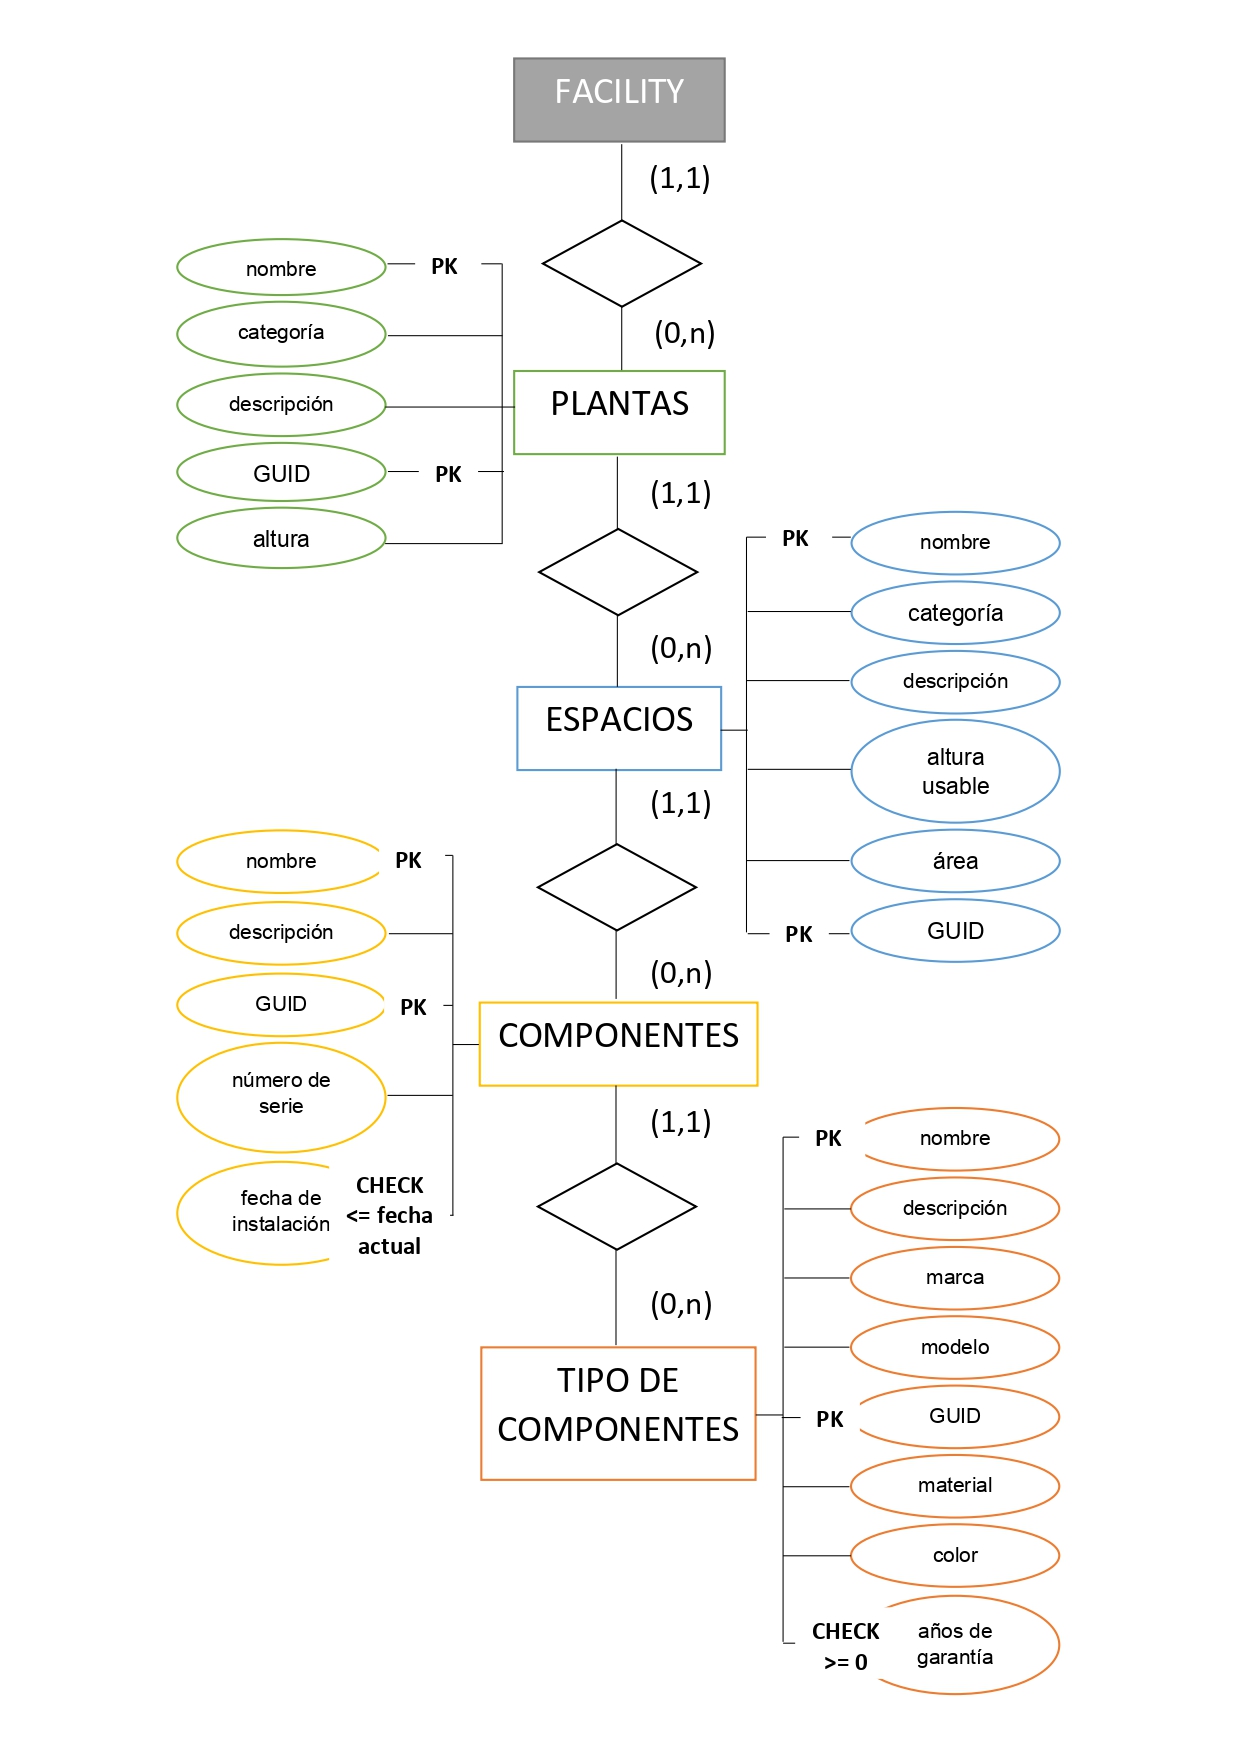 FACILITY
(1,1)
nombre
PK
categoría
(0,n)
descripción
PLANTAS
GUID
PK
altura
(1,1)
PK
nombre
categoría
(0,n)
descripción
ESPACIOS
altura
usable
(1,1)
área
PK
GUID
nombre
PK
descripción
(0,n)
GUID
PK
COMPONENTES
número de
serie
(1,1)
fecha de
instalación
CHECK
<= fecha
actual
PK
nombre
descripción
marca
(0,n)
modelo
TIPO DE
COMPONENTES
PK
GUID
material
color
CHECK
>= 0
años de
garantía